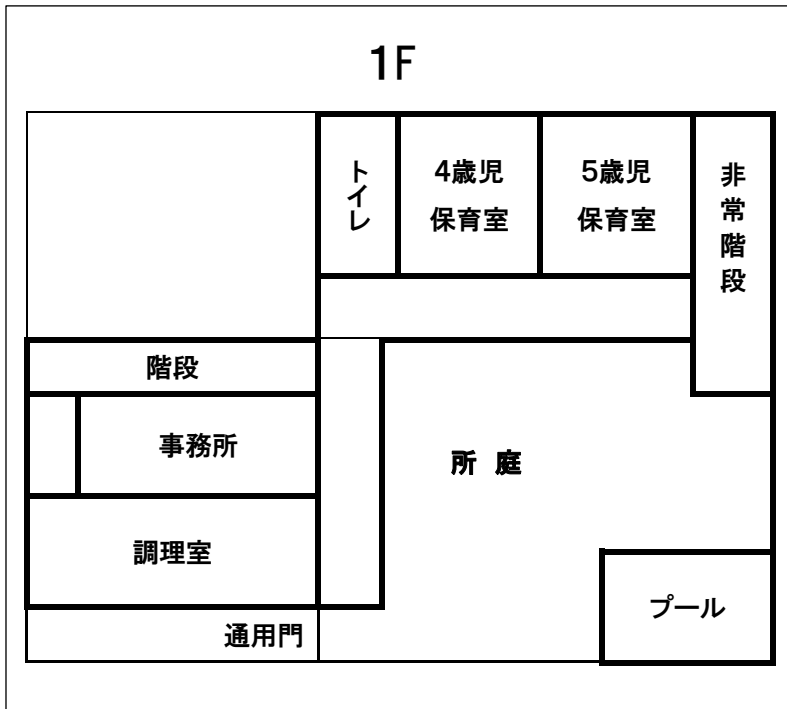 1F
トイレ
4歳児
保育室
5歳児
保育室
非常階段
階段
事務所
所 庭
調理室
プール
通用門